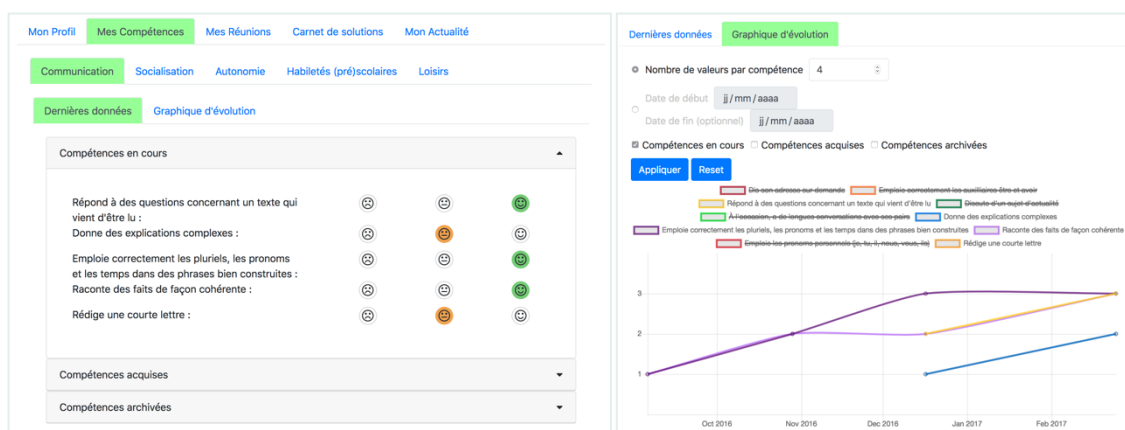 Mon Profil Mes Compétences Mes Réunions Carnet de solutions Mon Actualité
Communication Socialisation Autonomie Habiletés (pré)scolaires Loisirs
Dernières données Graphique d'évolution
Compétences en cours
Répond à des questions concernant un texte qui
vient d'être lu :
Donne des explications complexes :
Emploie correctement les pluriels, les pronoms
et les temps dans des phrases bien construites :
Raconte des faits de façon cohérente :
Rédige une courte lettre :
Compétences acquises
Compétences archivées
Dernières données Graphique d'évolution
Nombre de valeurs par compétence 4
Date de début jj/mm/aaaa
Date de fin (optionnel) jj/mm/aaaa
Compétences en cours Compétences acquises Compétences archivées
Appliquer Reset
Dis son adresse sur demande Emploie correctement les auxiliaires être et avoir
Répond à des questions concernant un texte qui vient d'être lu Discute d'un sujet d'actualité
À l'occasion, a de longues conversations avec ses pairs Donne des explications complexes
Emploie correctement les pluriels, les pronoms et les temps dans des phrases bien construites Raconte des faits de façon cohérente
Emploie les pronoms personnels (je, tu, il, nous, vous, ils) Rédige une courte lettre
3
2
1
Oct 2016 Nov 2016 Dec 2016 Jan 2017 Feb 2017